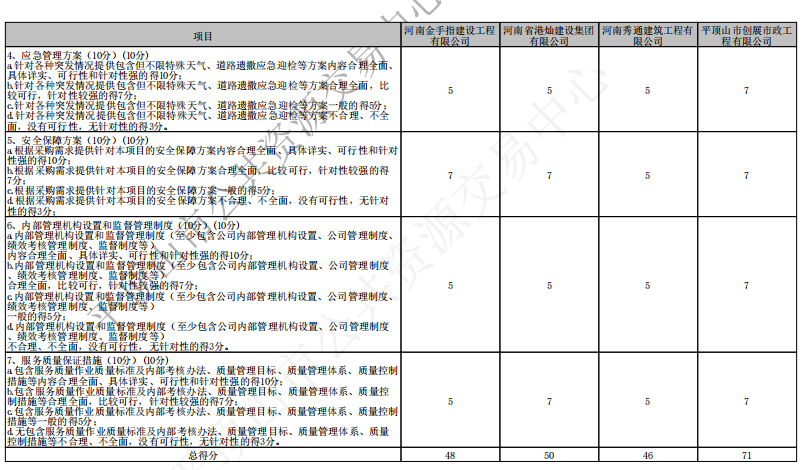 项目
河南金手指建设工程
有限公司
河南省港灿建设集团
有限公司
河南秀通建筑工程有
限公司
平顶山市创展市政工
程有限公司
4、应急管理方案（10分）(10分)
a.针对各种突发情况提供包含但不限特殊天气、道路遗撒应急迎检等方案内容合理全面、
具体详实、可行性和针对性强的得10分；
b.针对各种突发情况提供包含但不限特殊天气、道路遗撒应急迎检等方案合理全面，比
较可行，针对性较强的得7分；
c.针对各种突发情况提供包含但不限特殊天气、道路遗撒应急迎检等方案一般的得5分；
d.针对各种突发情况提供包含但不限特殊天气、道路遗撒应急迎检等方案不合理、不全
面，没有可行性，无针对性的得3分。
5
5
5
7
5、安全保障方案（10分）(10分)
a.根据采购需求提供针对本项目的安全保障方案内容合理全面、具体详实、可行性和针对
性强的得10分；
b.根据采购需求提供针对本项目的安全保障方案合理全面，比较可行，针对性较强的得
7分；
c.根据采购需求提供针对本项目的安全保障方案一般的得5分；
d.根据采购需求提供针对本项目的安全保障方案不合理、不全面，没有可行性，无针对
性的得3分；
7
7
5
7
6、内部管理机构设置和监督管理制度（10分）(10分)
a.内部管理机构设置和监督管理制度（至少包含公司内部管理机构设置、公司管理制度、
绩效考核管理制度、监督制度等）
内容合理全面、具体详实、可行性和针对性强的得10分；
b.内部管理机构设置和监督管理制度（至少包含公司内部管理机构设置、公司管理制度
、绩效考核管理制度、监督制度等）
合理全面，比较可行，针对性较强的得7分；
c.内部管理机构设置和监督管理制度（至少包含公司内部管理机构设置、公司管理制度、
绩效考核管理制度、监督制度等）
一般的得5分；
d.内部管理机构设置和监督管理制度（至少包含公司内部管理机构设置、公司管理制度
、绩效考核管理制度、监督制度等）
不合理、不全面，没有可行性，无针对性的得3分。
5
5
5
7
7、服务质量保证措施（10分）(10分)
a.包含服务质量作业质量标准及内部考核办法、质量管理目标、质量管理体系、质量控制
措施等内容合理全面、具体详实、可行性和针对性强的得10分；
b.包含服务质量作业质量标准及内部考核办法、质量管理目标、质量管理体系、质量控
制措施等合理全面，比较可行，针对性较强的得7分；
c.包含服务质量作业质量标准及内部考核办法、质量管理目标、质量管理体系、质量控制
措施等一般的得5分；
d.无包含服务质量作业质量标准及内部考核办法、质量管理目标、质量管理体系、质量
控制措施等不合理、不全面，没有可行性，无针对性的得3分。
5
7
5
7
总得分
48
50
46
71
平顶山市公共资源交易中心
山市公共资源交易中心